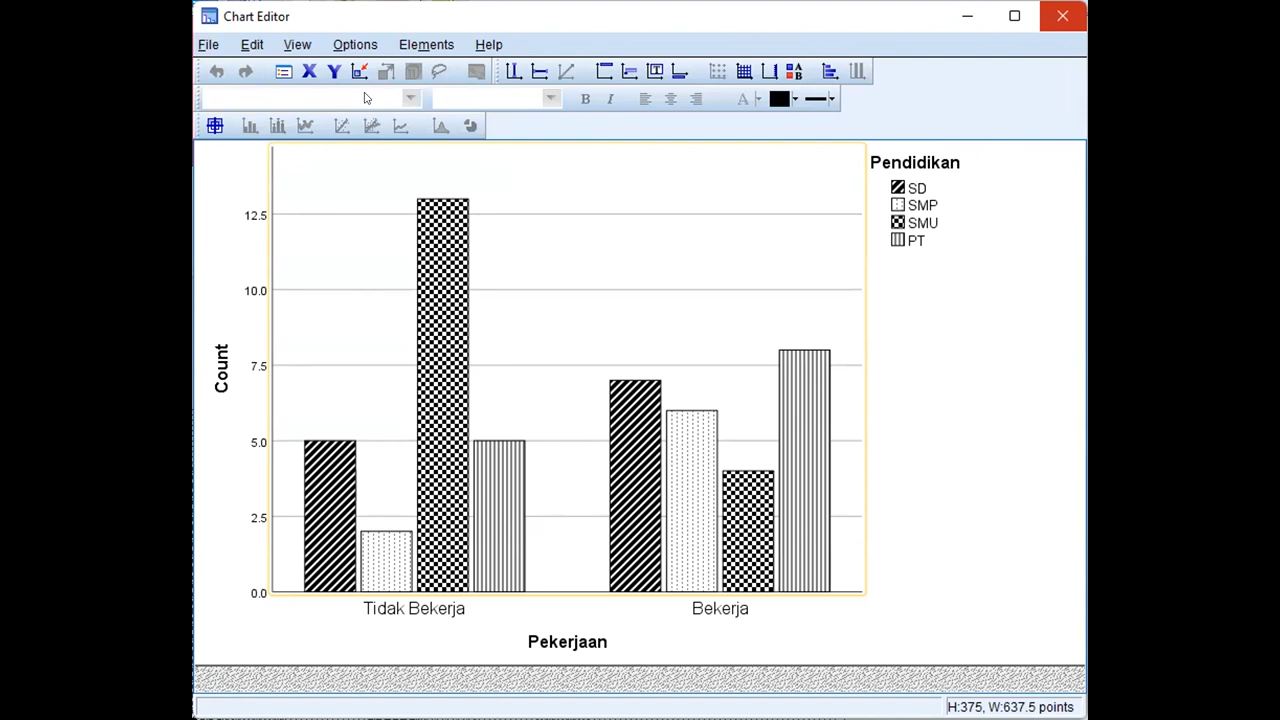 Chart Editor
File Edit View Options Elements Help
B I A
Pendidikan
SD
SMP
SMU
PT
12.5
10.0
7.5
5.0
2.5
0.0
Count
Tidak Bekerja Bekerja
Pekerjaan
H:375, W:637.5 points